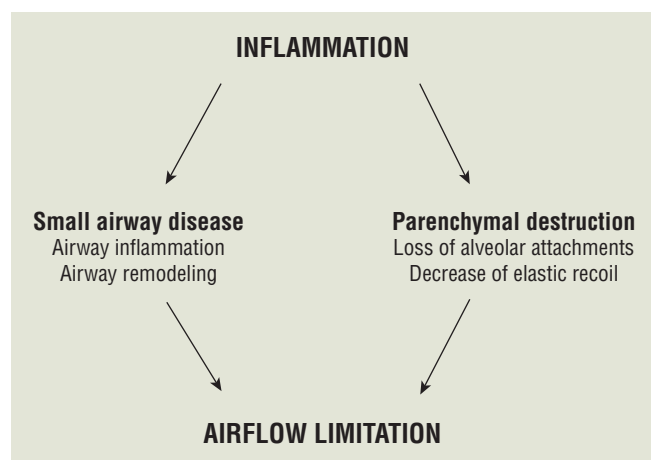 INFLAMMATION
Small airway disease
Airway inflammation
Airway remodeling
Parenchymal destruction
Loss of alveolar attachments
Decrease of elastic recoil
AIRFLOW LIMITATION